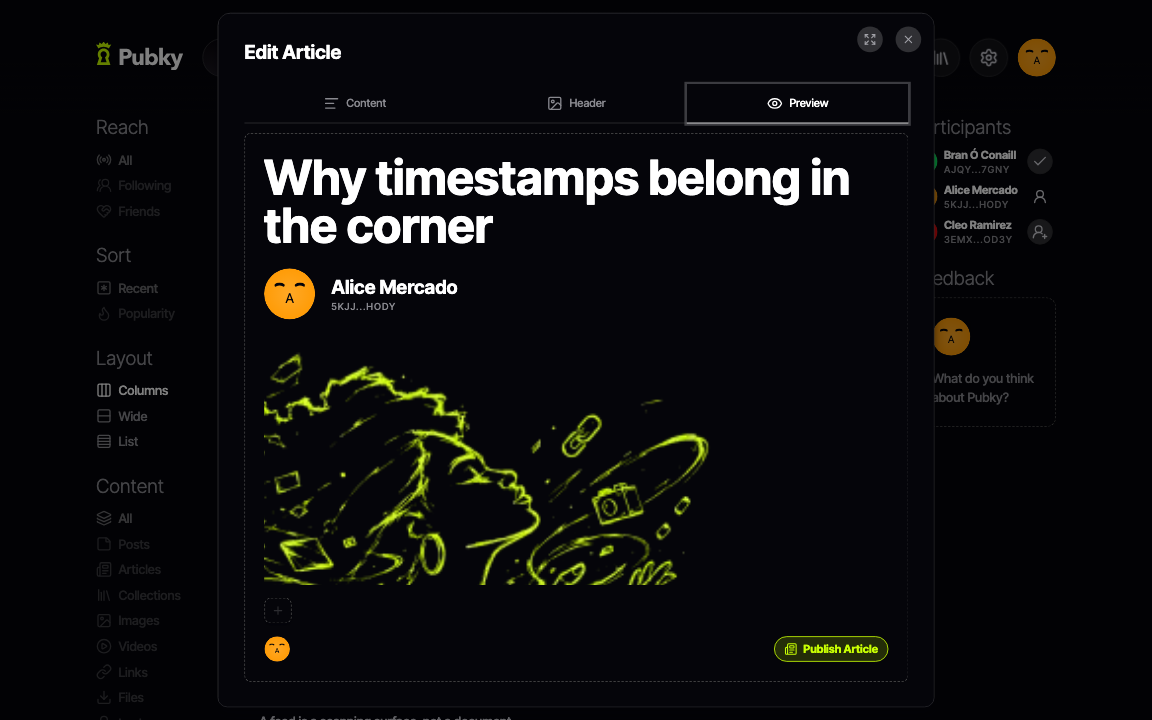 Pubky
Edit Article
Content
Header
Preview
Reach
All
Following
Friends
Sort
Recent
Popularity
Layout
Columns
Wide
List
Content
All
Posts
Articles
Collections
Images
Videos
Links
Files
Why timestamps belong in
the corner
A
Alice Mercado
5KJJ...HODY
+
A
Publish Article
A
rticipants
Bran Ó Conaill
AJQY...7GNY
Alice Mercado
5KJJ...HODY
Cleo Ramirez
3EMX...OD3Y
edback
A
What do you think
about Pubky?